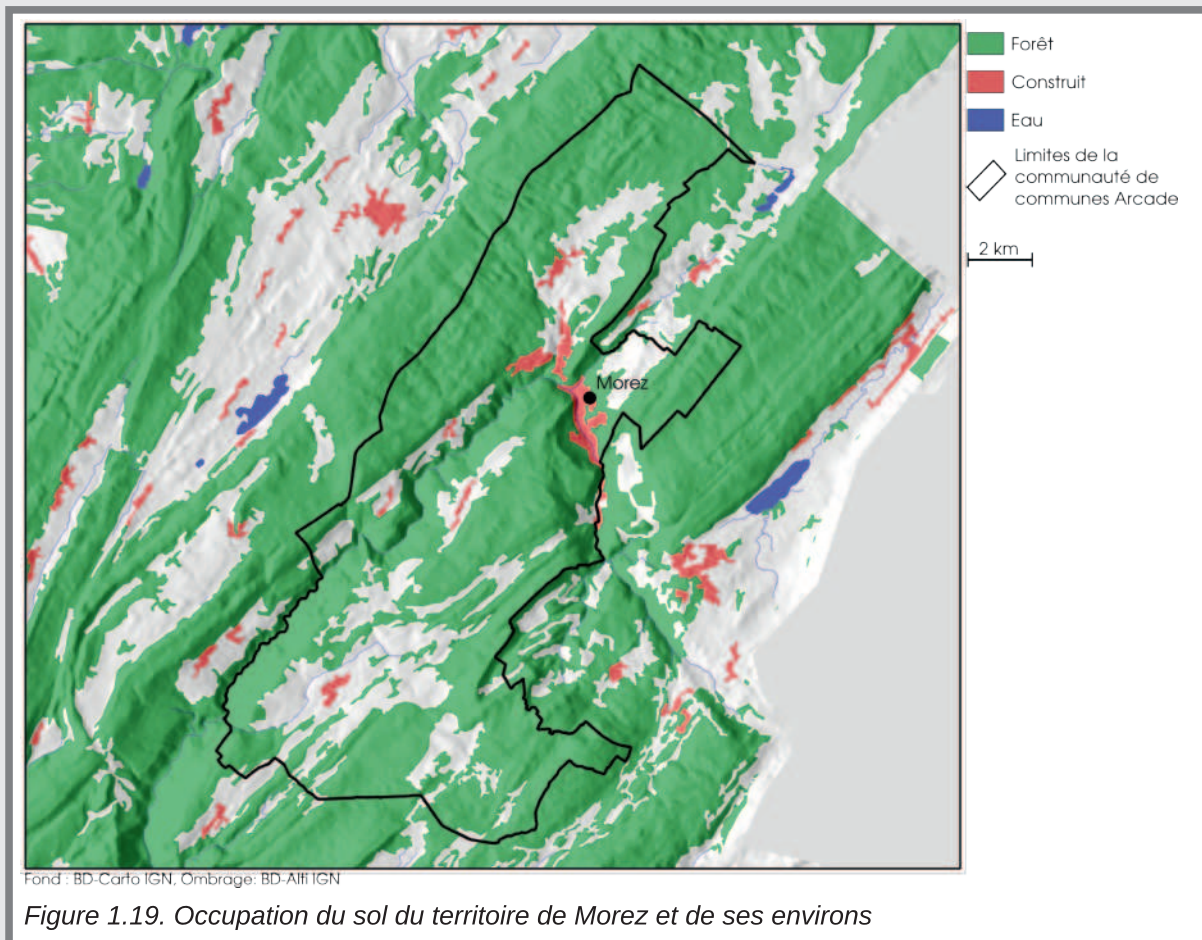 Forêt
Construit
Eau
Limites de la
communauté de
communes Arcade
2 km
Morez
Fond : BD-Carto IGN, Ombrage: BD-Alti IGN
Figure 1.19. Occupation du sol du territoire de Morez et de ses environs